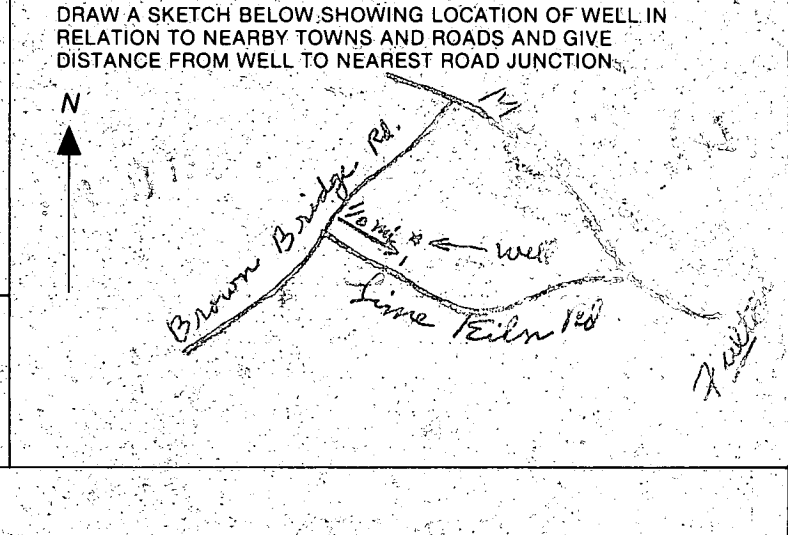 DRAW A SKETCH BELOW SHOWING LOCATION OF WELL IN
RELATION TO NEARBY TOWNS AND ROADS AND GIVE
DISTANCE FROM WELL TO NEAREST ROAD JUNCTION
N
M
Brown Bridge Rd.
1/10 mi.
well
Lime Kiln Rd
Fulton